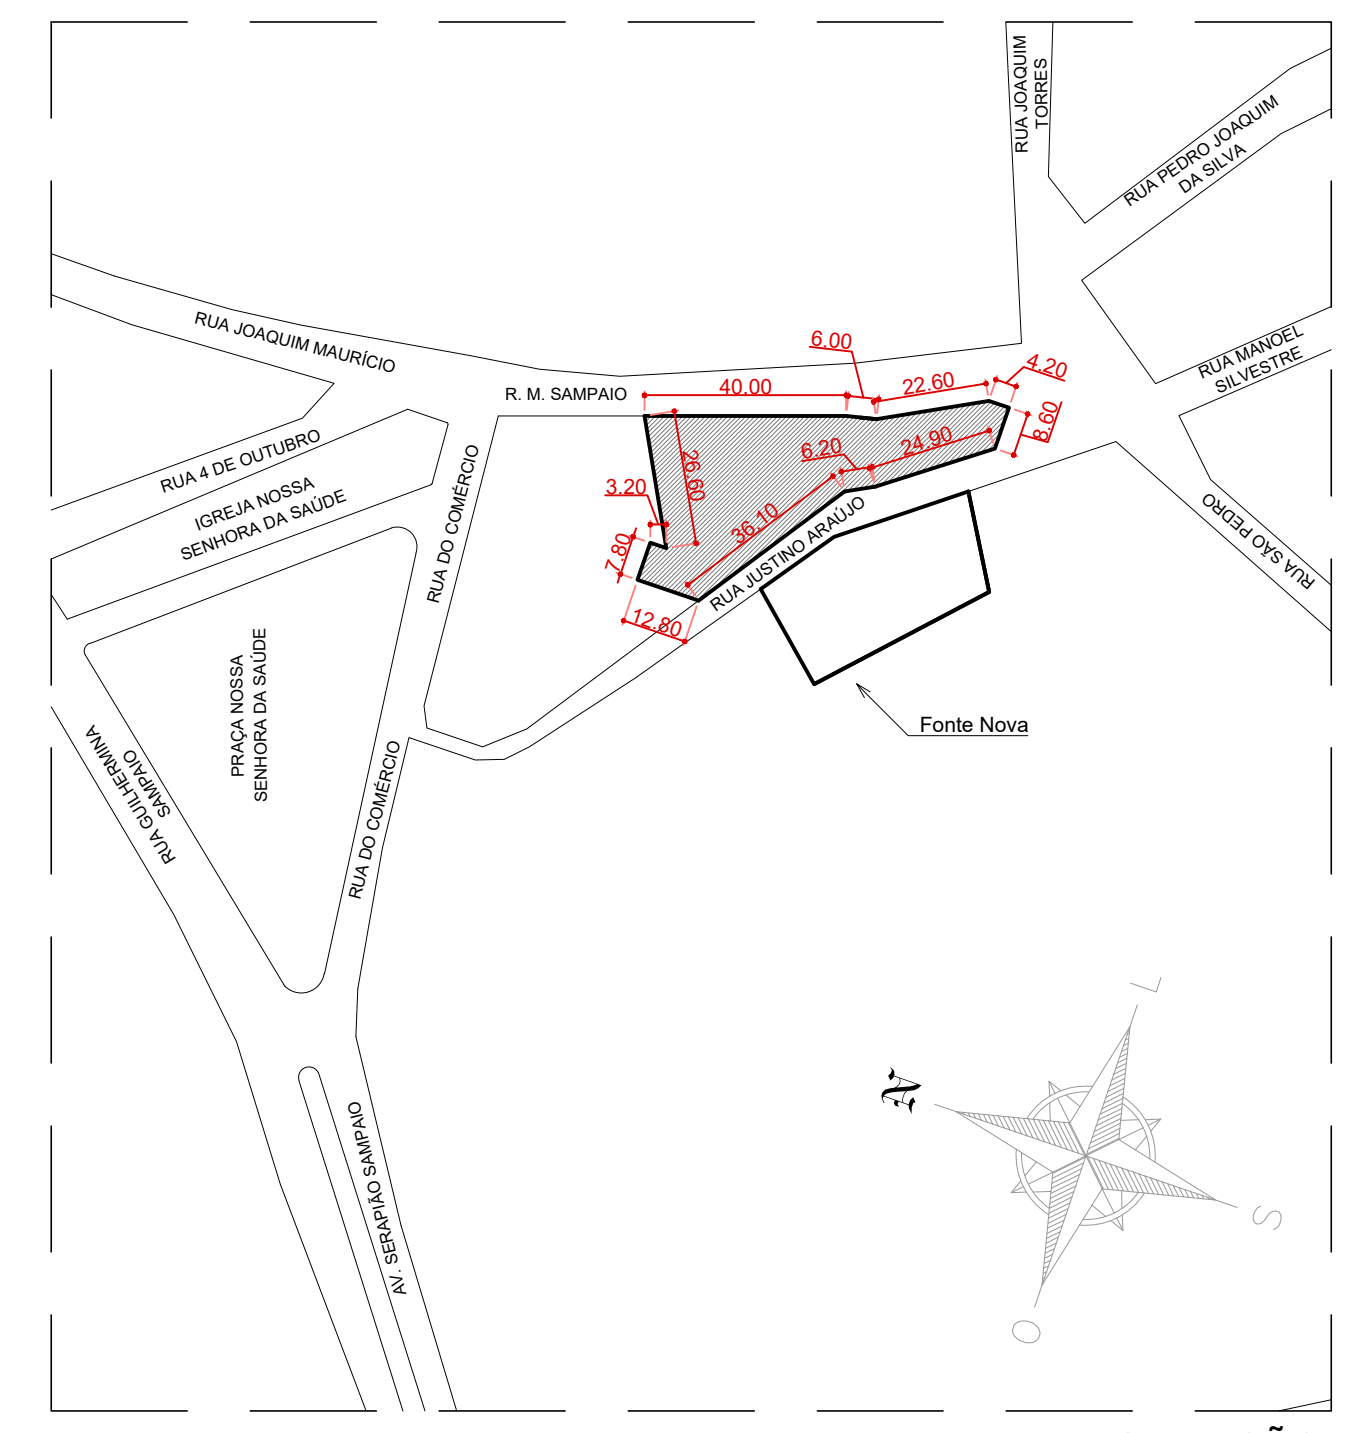 RUA JOAQUIM
TORRES
RUA PEDRO JOAQUIM
DA SILVA
RUA JOAQUIM MAURÍCIO
RUA MANOEL
SILVESTRE
6.00
4.20
R. M. SAMPAIO
40.00
22.60
8.60
RUA 4 DE OUTUBRO
6.20
24.90
26.60
IGREJA NOSSA
SENHORA DA SAÚDE
3.20
36.10
RUA DO COMÉRCIO
7.80
RUA JUSTINO ARAÚJO
RUA SÃO PEDRO
12.80
PRAÇA NOSSA
SENHORA DA SAÚDE
Fonte Nova
RUA GUILHERMINA
SAMPAIO
RUA DO COMÉRCIO
L
N
S
O
AV. SERAPIÃO SAMPAIO